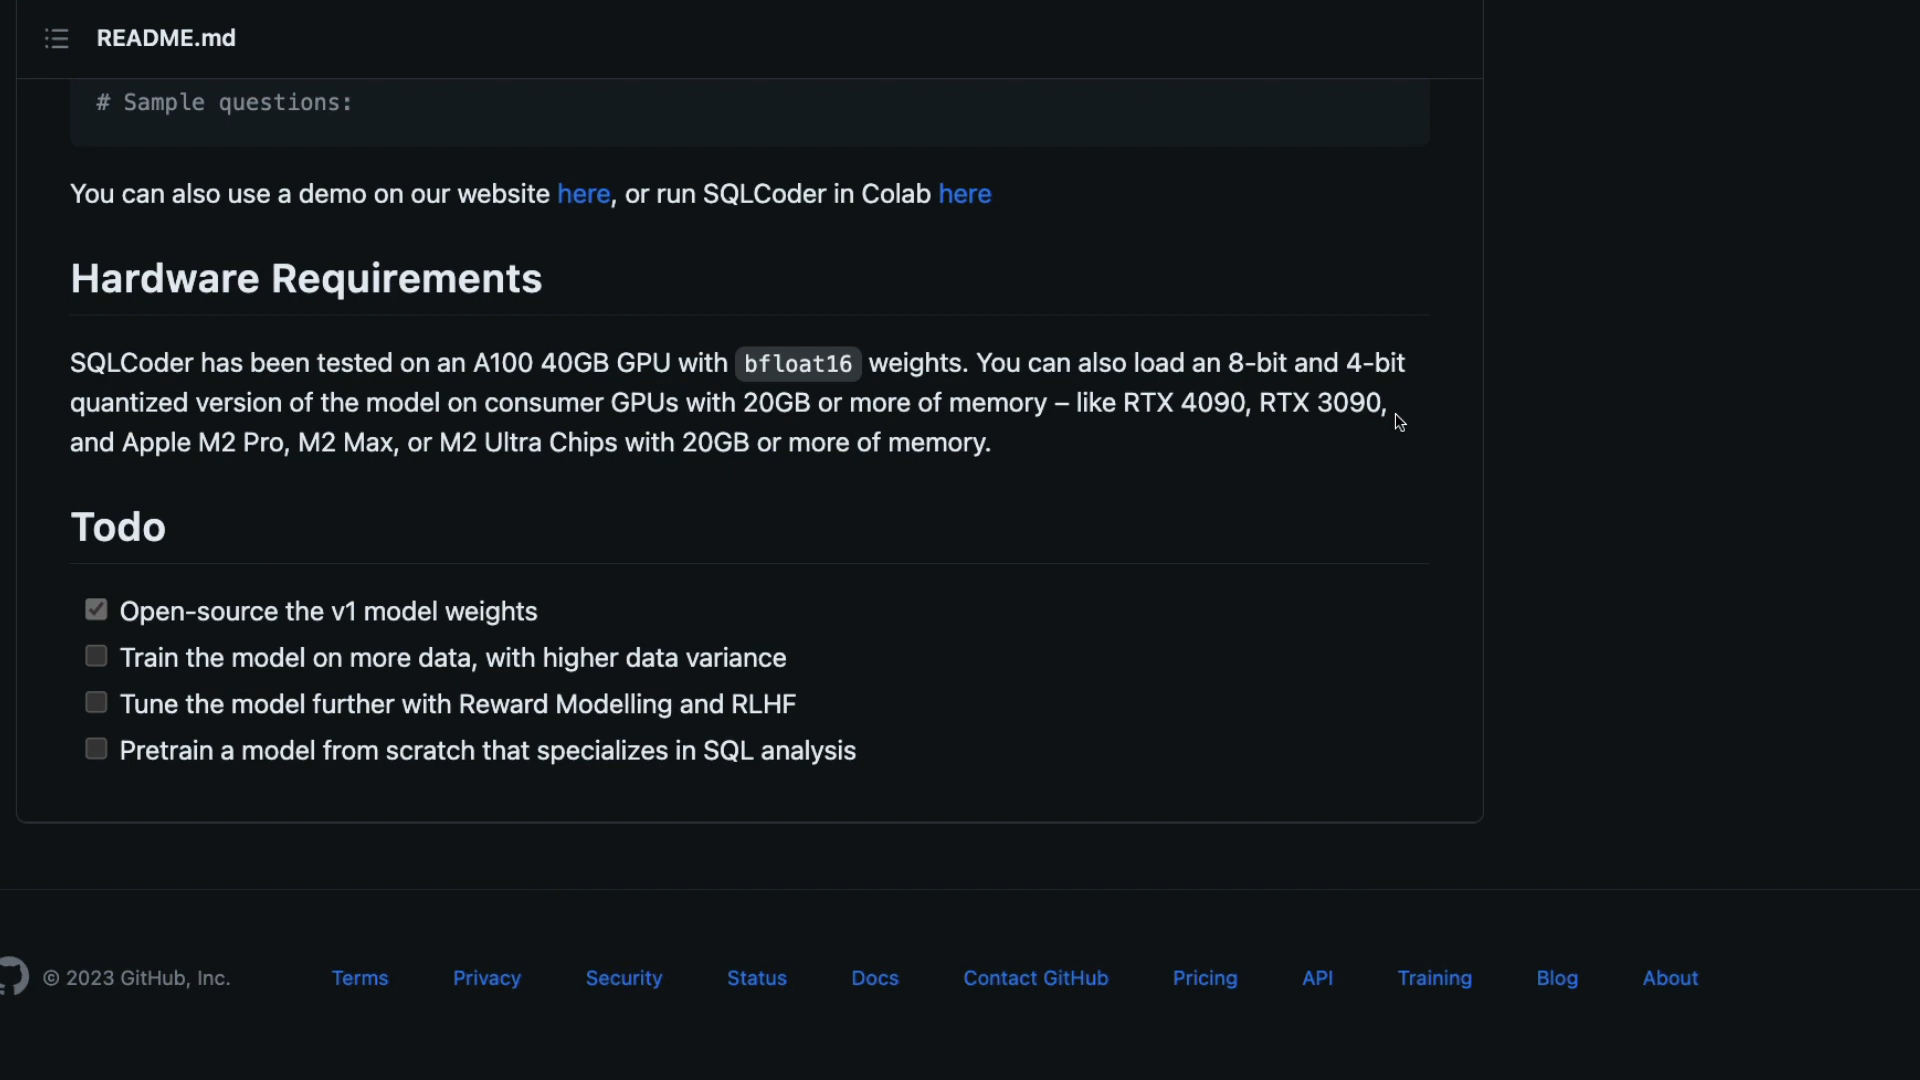 README.md
# Sample questions:
You can also use a demo on our website here, or run SQLCoder in Colab here
Hardware Requirements
SQLCoder has been tested on an A100 40GB GPU with bfloat16 weights. You can also load an 8-bit and 4-bit
quantized version of the model on consumer GPUs with 20GB or more of memory – like RTX 4090, RTX 3090,
and Apple M2 Pro, M2 Max, or M2 Ultra Chips with 20GB or more of memory.
Todo
Open-source the v1 model weights
Train the model on more data, with higher data variance
Tune the model further with Reward Modelling and RLHF
Pretrain a model from scratch that specializes in SQL analysis
© 2023 GitHub, Inc. Terms Privacy Security Status Docs Contact GitHub Pricing API Training Blog About